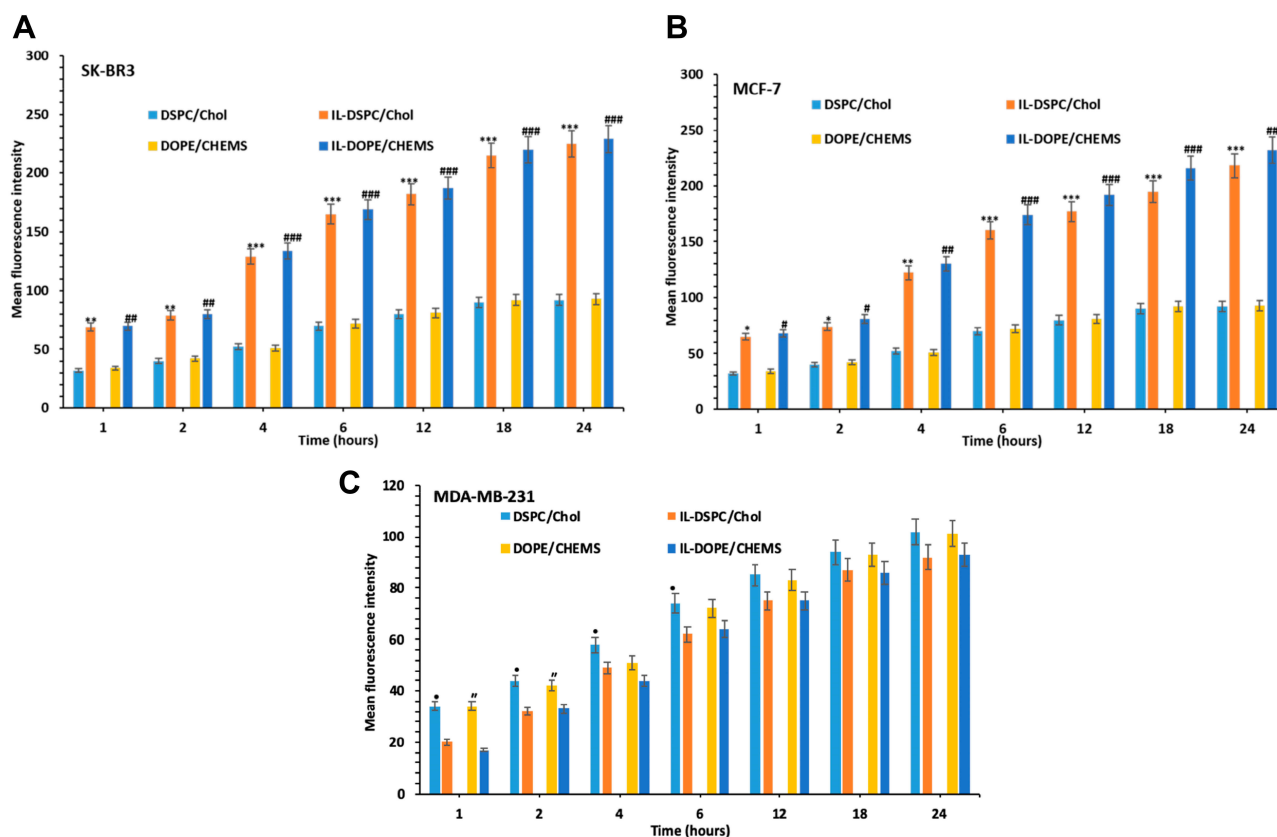 A
SK-BR3
DSPC/Chol
IL-DSPC/Chol
DOPE/CHEMS
IL-DOPE/CHEMS
Mean fluorescence intensity
300
250
200
150
100
50
0
** ## ** ## *** ### *** ### *** ### *** ### *** ###
1 2 4 6 12 18 24
Time (hours)
B
MCF-7
DSPC/Chol
IL-DSPC/Chol
DOPE/CHEMS
IL-DOPE/CHEMS
Mean fluorescence intensity
300
250
200
150
100
50
0
* # * # ** ## *** ### *** ### *** ### *** ##
1 2 4 6 12 18 24
Time (hours)
C
MDA-MB-231
DSPC/Chol
IL-DSPC/Chol
DOPE/CHEMS
IL-DOPE/CHEMS
Mean fluorescence intensity
120
100
80
60
40
20
0
• " • " • •
1 2 4 6 12 18 24
Time (hours)